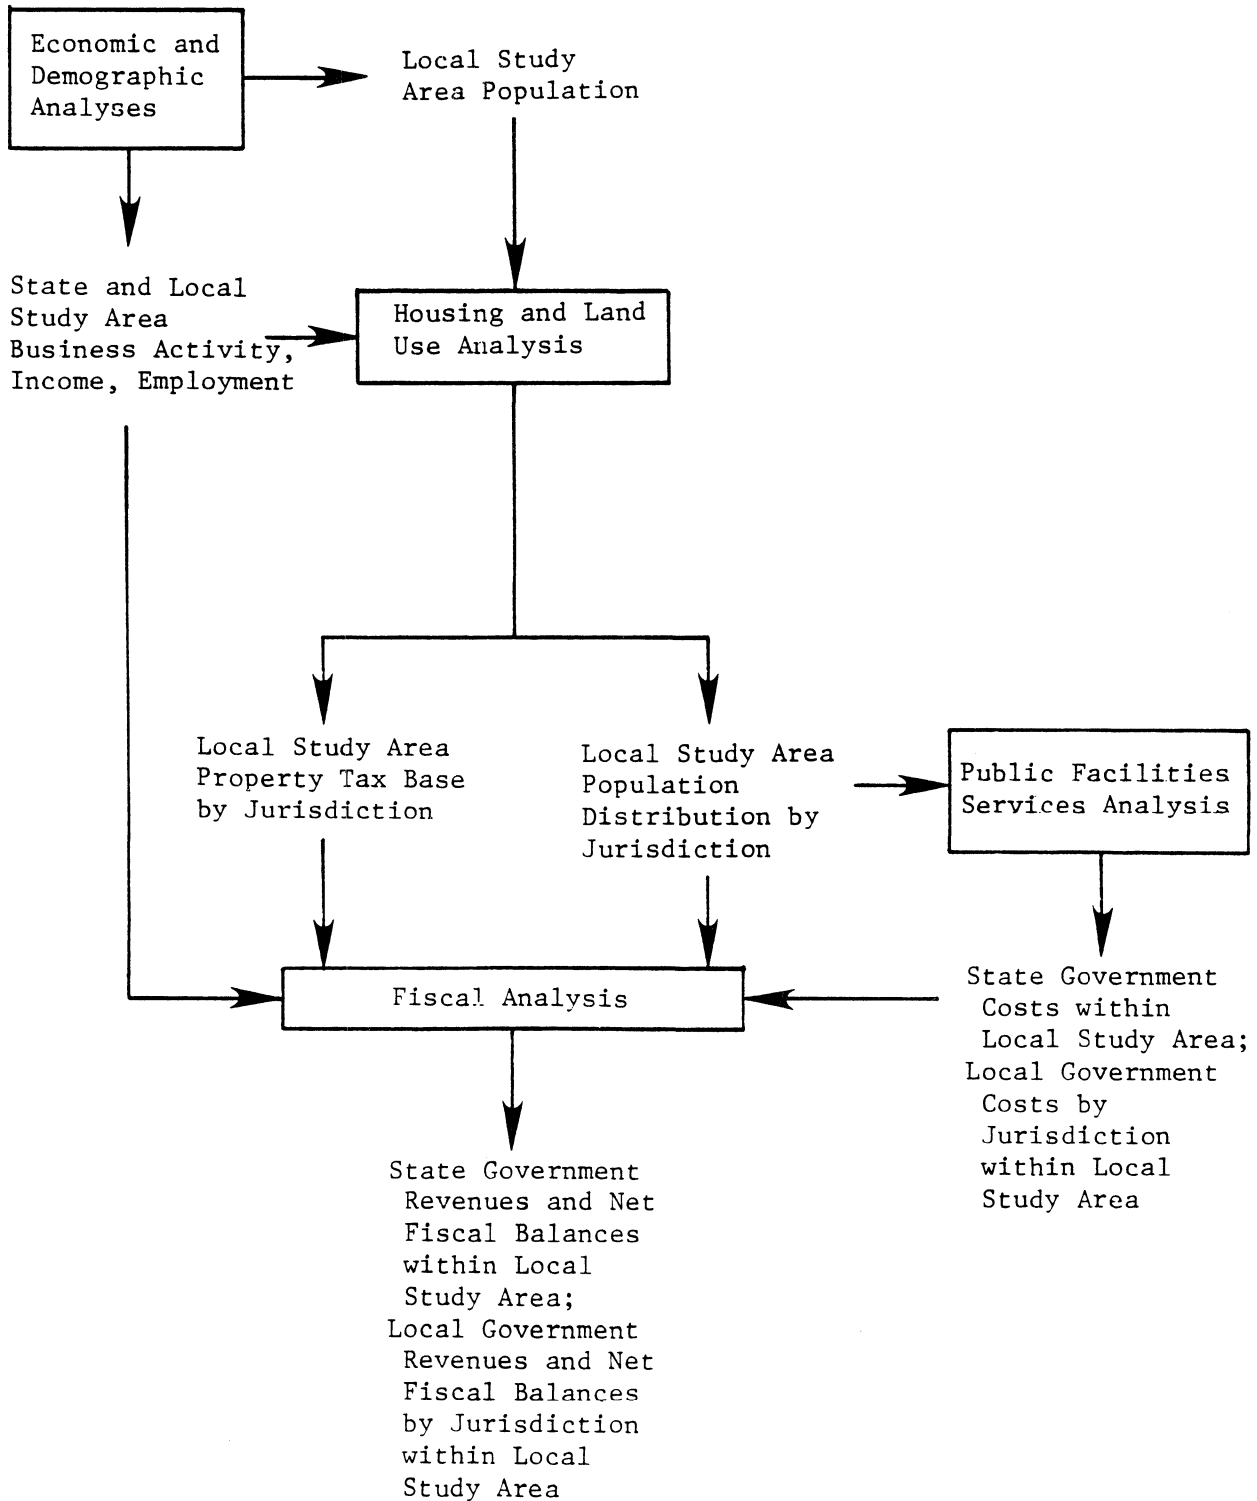 Economic and
Demographic
Analyses
Local Study
Area Population
State and Local
Study Area
Business Activity,
Income, Employment
Housing and Land
Use Analysis
Local Study Area
Property Tax Base
by Jurisdiction
Local Study Area
Population
Distribution by
Jurisdiction
Public Facilities
Services Analysis
Fiscal Analysis
State Government
Costs within
Local Study Area;
Local Government
Costs by
Jurisdiction
within Local
Study Area
State Government
Revenues and Net
Fiscal Balances
within Local
Study Area;
Local Government
Revenues and Net
Fiscal Balances
by Jurisdiction
within Local
Study Area